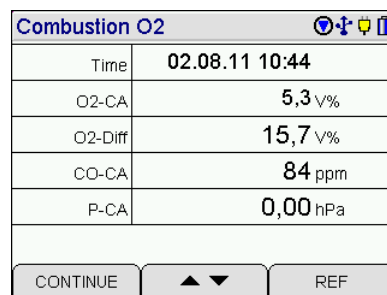 Combustion O2
Time 02.08.11 10:44
O2-CA 5,3 V%
O2-Diff 15,7 V%
CO-CA 84 ppm
P-CA 0,00 hPa
CONTINUE ▲ ▼ REF